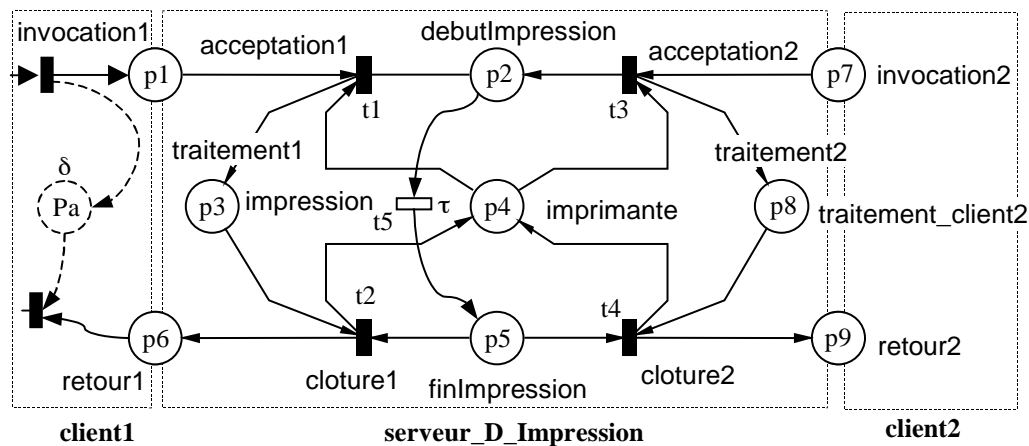 invocation1
p1
acceptation1
t1
debutImpression
p2
t3
acceptation2
p7
invocation2
δ
Pa
traitement1
p3
impression
t5
τ
p4
imprimante
traitement2
p8
traitement_client2
t2
t4
p6
retour1
cloture1
p5
finImpression
cloture2
p9
retour2
client1
serveur_D_Impression
client2